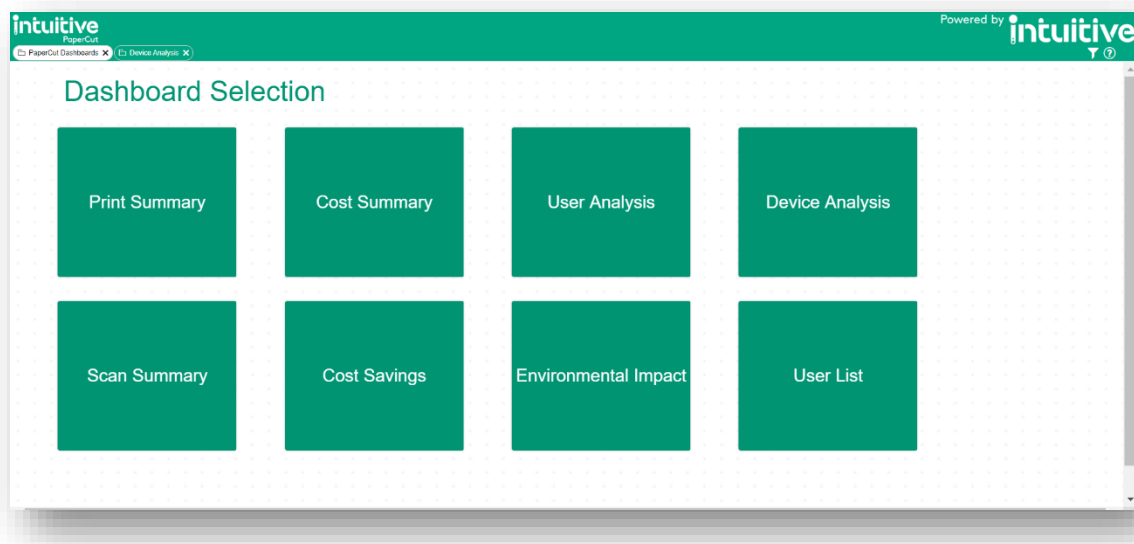 intuitive
PaperCut
Powered by intuitive
PaperCut Dashboards X
Device Analysis X
Dashboard Selection
Print Summary
Cost Summary
User Analysis
Device Analysis
Scan Summary
Cost Savings
Environmental Impact
User List